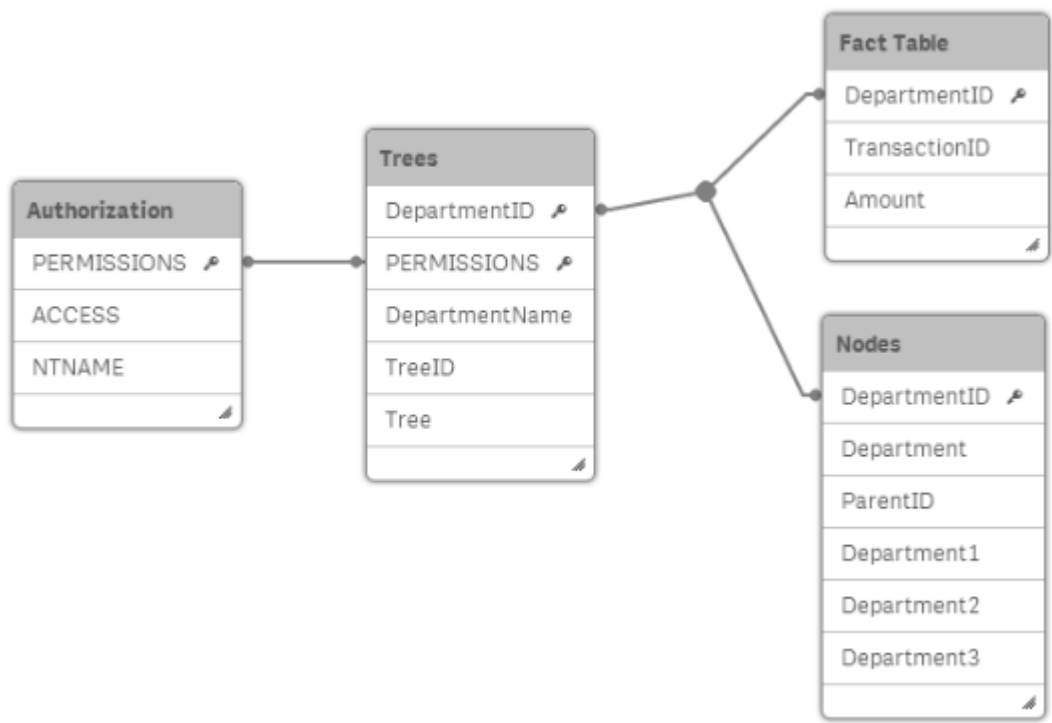 Authorization
PERMISSIONS
ACCESS
NTNAME
Trees
DepartmentID
PERMISSIONS
DepartmentName
TreeID
Tree
Fact Table
DepartmentID
TransactionID
Amount
Nodes
DepartmentID
Department
ParentID
Department1
Department2
Department3